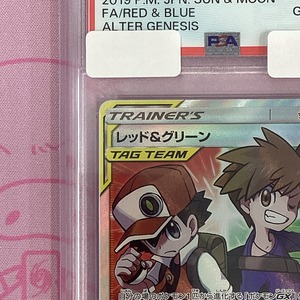 2019 P.M. JPN. SUN & MOON
FA/RED & BLUE
ALTER GENESIS
PSA
TRAINER'S
レッド&グリーン
TAG TEAM